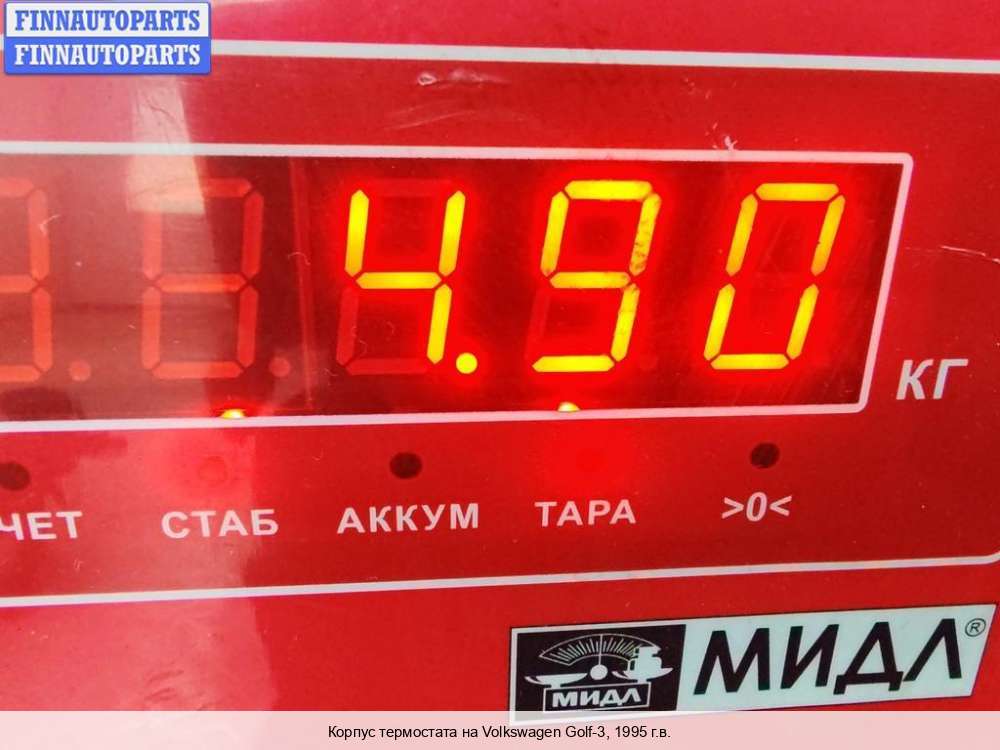 FINNAUTOPARTS
FINNAUTOPARTS
4.90
КГ
ЧЕТ СТАБ АККУМ ТАРА >0<
МИДЛ МИДЛ®
Корпус термостата на Volkswagen Golf-3, 1995 г.в.